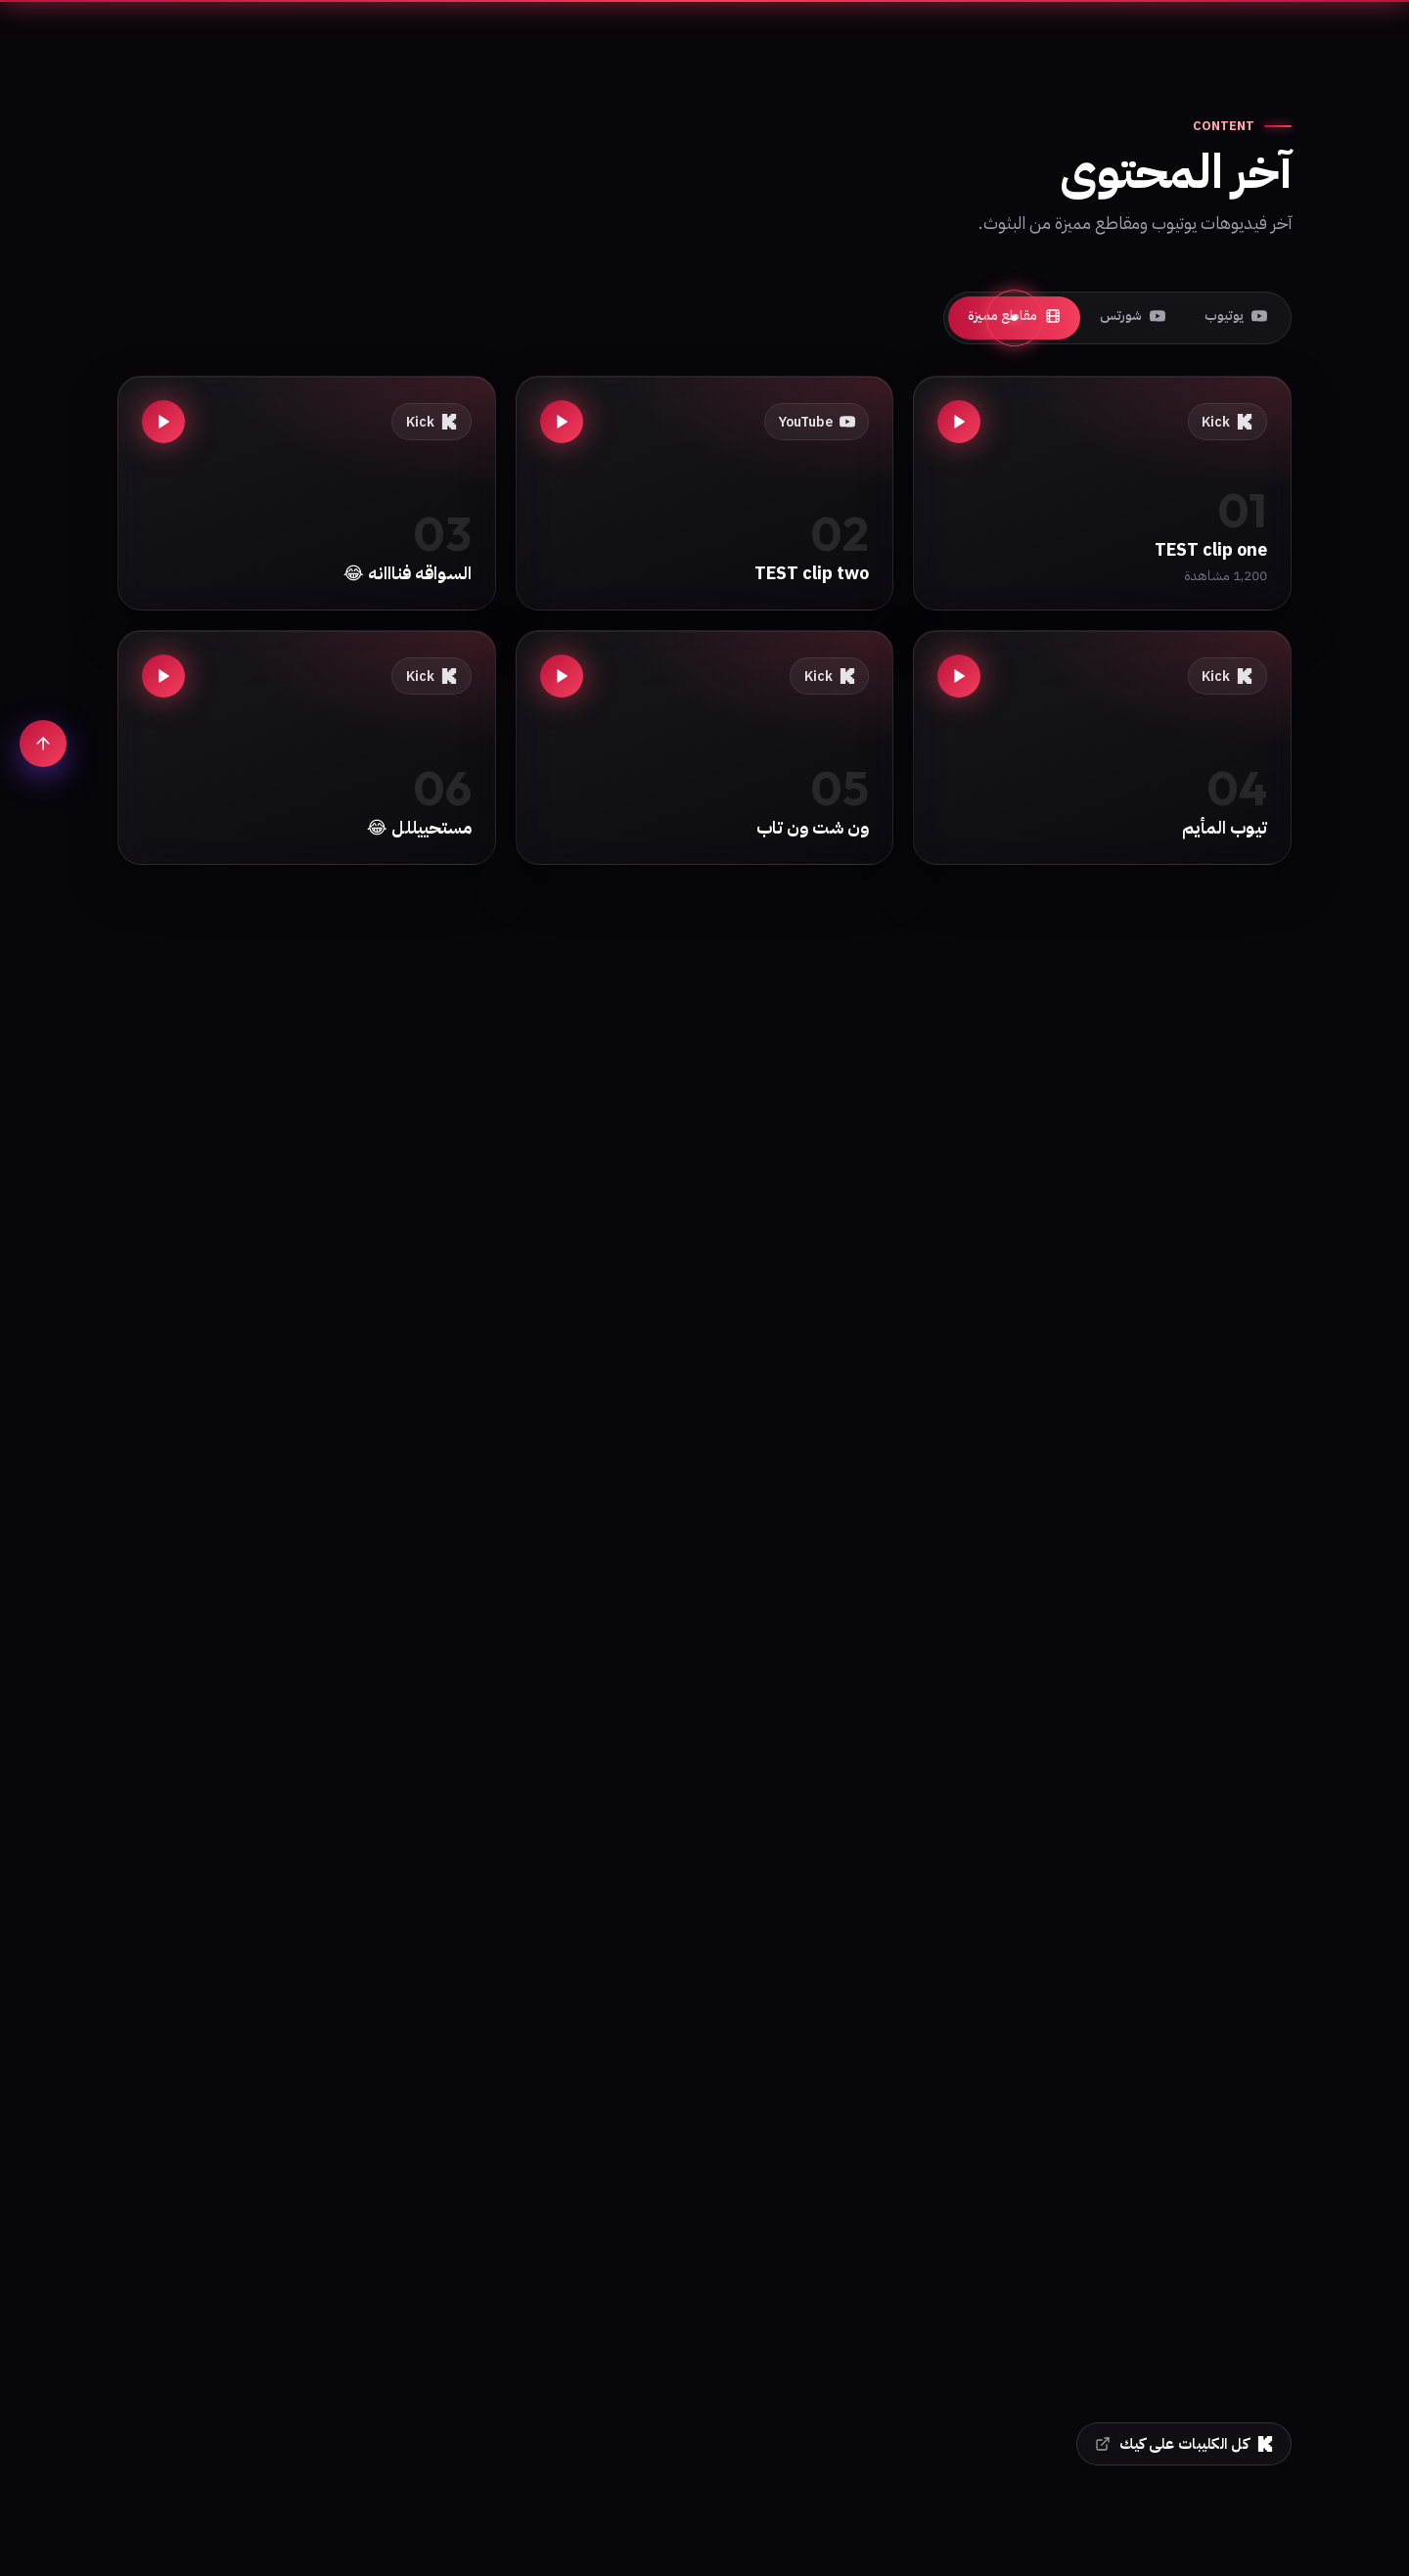 CONTENT
آخر المحتوى
آخر فيديوهات يوتيوب ومقاطع مميزة من البثوث.
يوتيوب
شورتس
مقاطع مميزة
Kick
01
TEST clip one
1,200 مشاهدة
YouTube
02
TEST clip two
Kick
03
السواقه فنااانه 😂
Kick
04
تيوب المأيم
Kick
05
ون شت ون تاب
Kick
06
مستحيييللل 😂
كل الكليبات على كيك